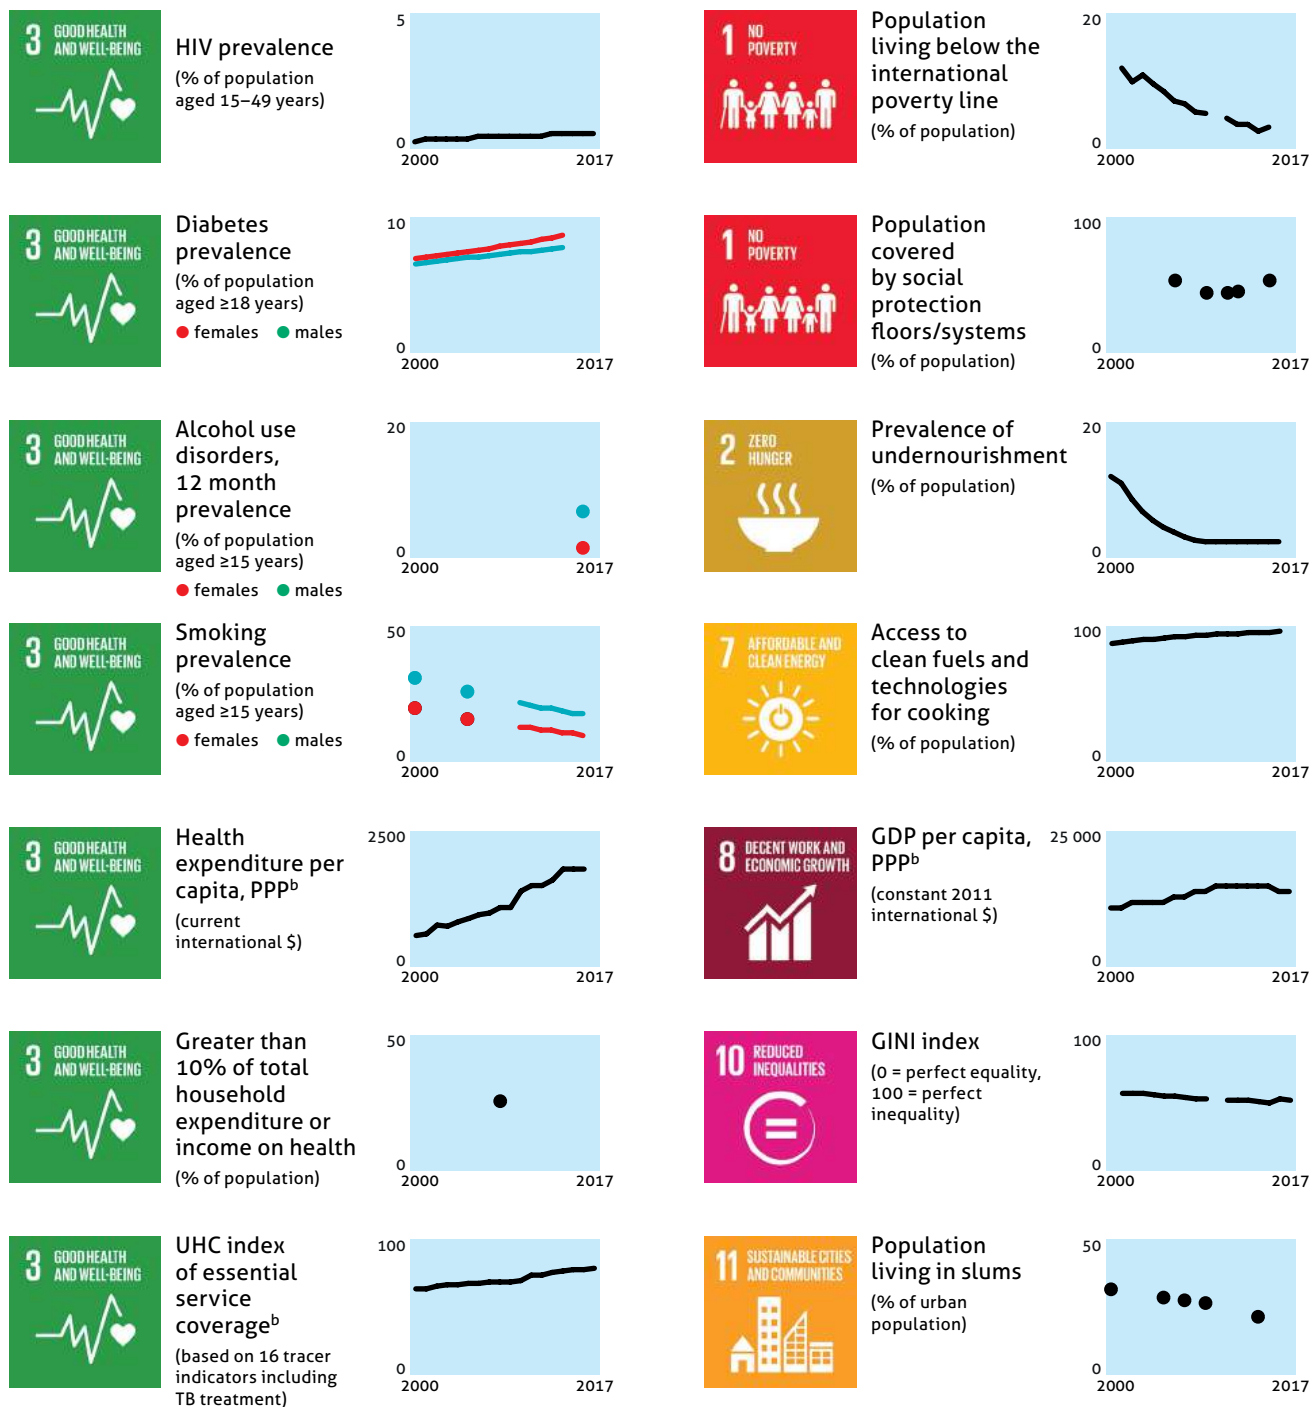 3 GOOD HEALTH
AND WELL-BEING
HIV prevalence
(% of population
aged 15–49 years)
5
0
2000 2017
3 GOOD HEALTH
AND WELL-BEING
Diabetes
prevalence
(% of population
aged ≥18 years)
females males
10
0
2000 2017
3 GOOD HEALTH
AND WELL-BEING
Alcohol use
disorders,
12 month
prevalence
(% of population
aged ≥15 years)
females males
20
0
2000 2017
3 GOOD HEALTH
AND WELL-BEING
Smoking
prevalence
(% of population
aged ≥15 years)
females males
50
0
2000 2017
3 GOOD HEALTH
AND WELL-BEING
Health
expenditure per
capita, PPPᵇ
(current
international $)
2500
0
2000 2017
3 GOOD HEALTH
AND WELL-BEING
Greater than
10% of total
household
expenditure or
income on health
(% of population)
50
0
2000 2017
3 GOOD HEALTH
AND WELL-BEING
UHC index
of essential
service
coverageᵇ
(based on 16 tracer
indicators including
TB treatment)
100
0
2000 2017
1 NO
POVERTY
Population
living below the
international
poverty line
(% of population)
20
0
2000 2017
1 NO
POVERTY
Population
covered
by social
protection
floors/systems
(% of population)
100
0
2000 2017
2 ZERO
HUNGER
Prevalence of
undernourishment
(% of population)
20
0
2000 2017
7 AFFORDABLE AND
CLEAN ENERGY
Access to
clean fuels and
technologies
for cooking
(% of population)
100
0
2000 2017
8 DECENT WORK AND
ECONOMIC GROWTH
GDP per capita,
PPPᵇ
(constant 2011
international $)
25 000
0
2000 2017
10 REDUCED
INEQUALITIES
GINI index
(0 = perfect equality,
100 = perfect
inequality)
100
0
2000 2017
11 SUSTAINABLE CITIES
AND COMMUNITIES
Population
living in slums
(% of urban
population)
50
0
2000 2017